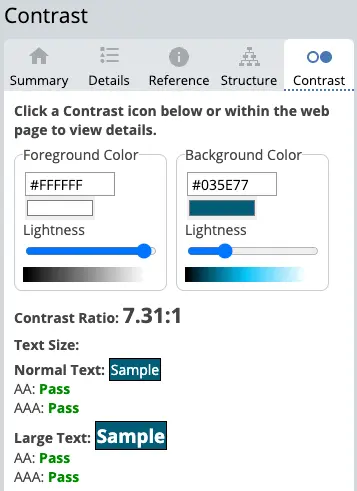 Contrast
Summary Details Reference Structure Contrast
Click a Contrast icon below or within the web
page to view details.
Foreground Color Background Color
#FFFFFF #035E77
Lightness Lightness
Contrast Ratio: 7.31:1
Text Size:
Normal Text: Sample
AA: Pass
AAA: Pass
Large Text: Sample
AA: Pass
AAA: Pass